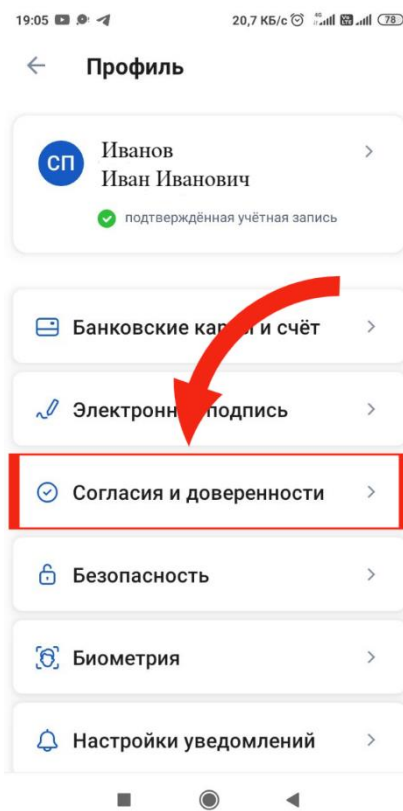 19:05 20,7 КБ/с 4G 78
Профиль
СП
Иванов
Иван Иванович
подтверждённая учётная запись
Банковские и счёт
подпись
Согласия и доверенности
Безопасность
Биометрия
Настройки уведомлений